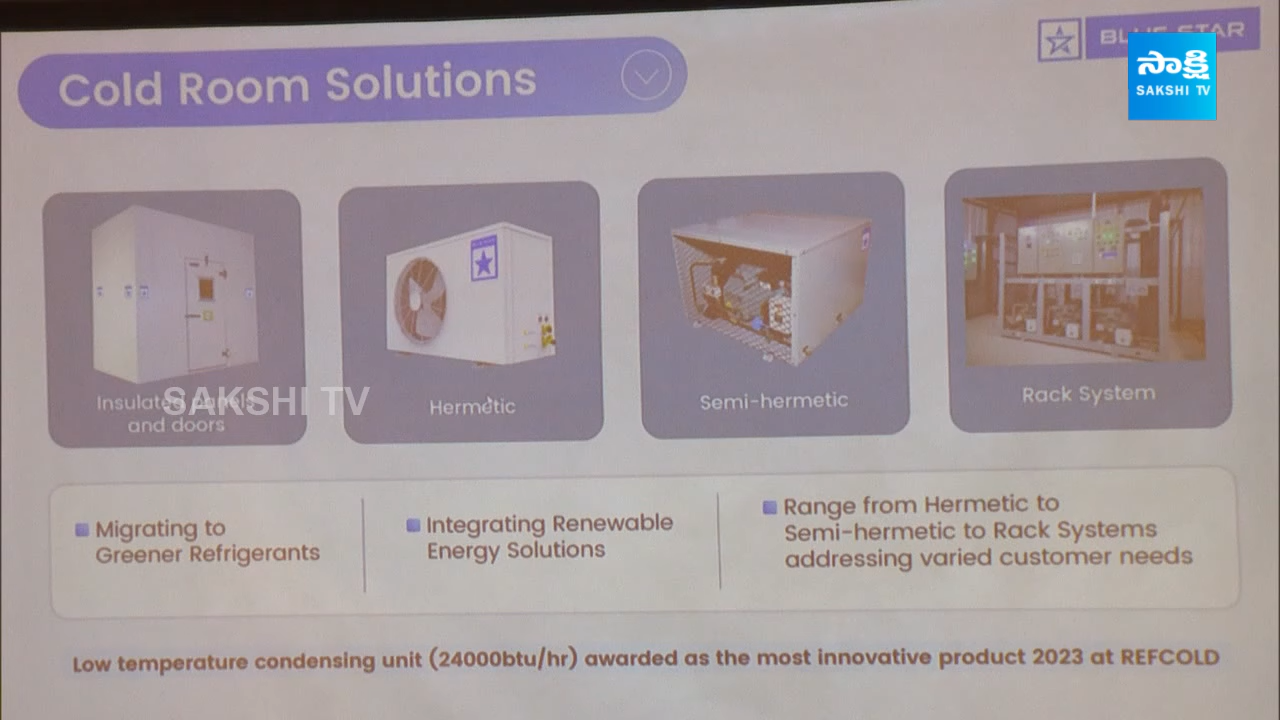 BLUE STAR
సాక్షి
SAKSHI TV
Cold Room Solutions
Insulated panels
and doors
SAKSHI TV
Hermetic
Semi-hermetic
Rack System
Migrating to
Greener Refrigerants
Integrating Renewable
Energy Solutions
Range from Hermetic to
Semi-hermetic to Rack Systems
addressing varied customer needs
Low temperature condensing unit (24000btu/hr) awarded as the most innovative product 2023 at REFCOLD